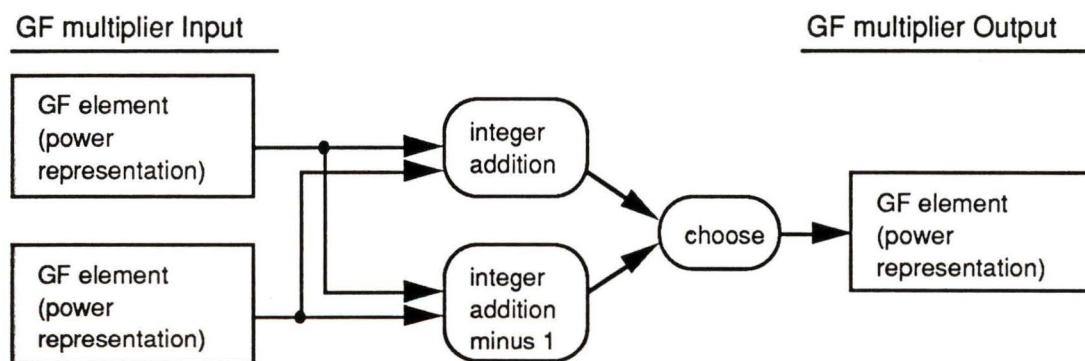 GF multiplier Input
GF multiplier Output
GF element
(power
representation)
integer
addition
choose
GF element
(power
representation)
GF element
(power
representation)
integer
addition
minus 1